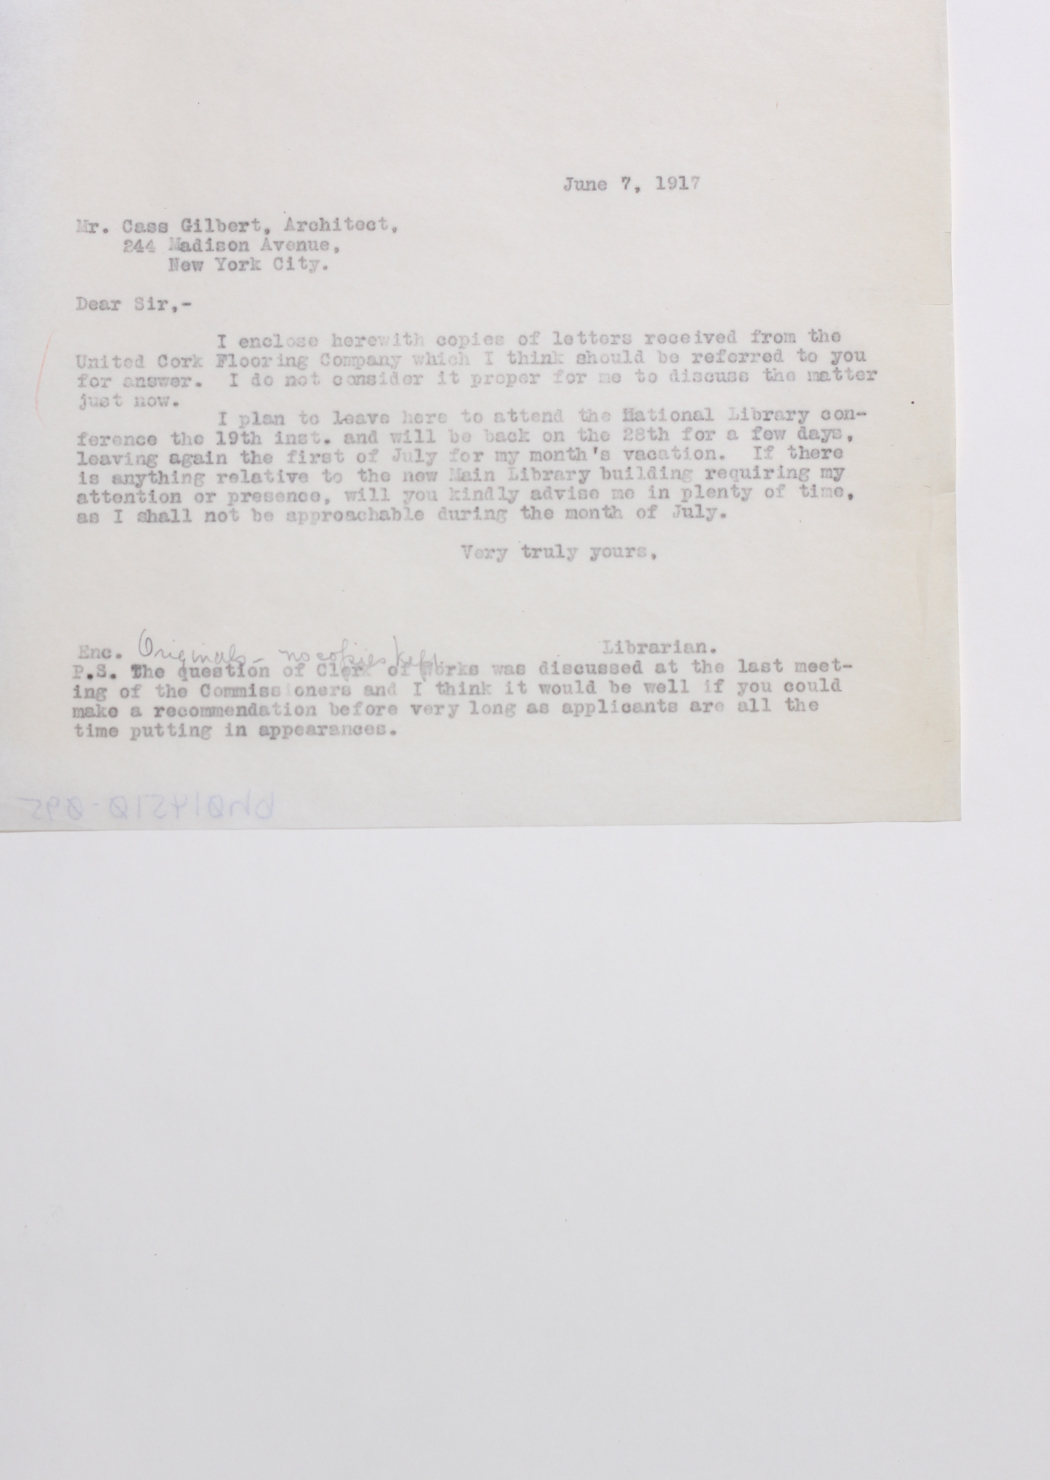 June 7, 1917
Mr. Cass Gilbert, Architect,
244 Madison Avenue,
New York City.
Dear Sir,-
I enclose herewith copies of letters received from the
United Cork Flooring Company which I think should be referred to you
for answer. I do not consider it proper for me to discuss the matter
just now.
I plan to leave here to attend the National Library con-
ference the 19th inst. and will be back on the 28th for a few days,
leaving again the first of July for my month's vacation. If there
is anything relative to the new Main Library building requiring my
attention or presence, will you kindly advise me in plenty of time,
as I shall not be approachable during the month of July.
Very truly yours,
Librarian.
Enc. Originals - no copies kept
P.S. The question of Clerk of Works was discussed at the last meet-
ing of the Commissioners and I think it would be well if you could
make a recommendation before very long as applicants are all the
time putting in appearances.